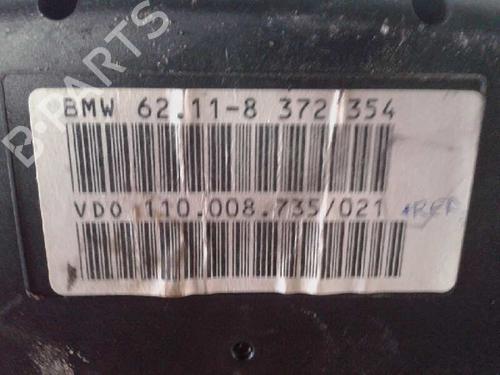 B-PARTS
BMW 62.11-8 372 354
VDO 110.008.735/021